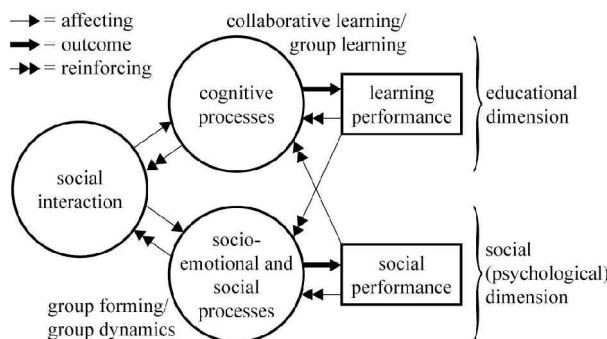 = affecting
= outcome
= reinforcing
collaborative learning/
group learning
cognitive
processes
learning
performance
educational
dimension
social
interaction
socio-
emotional and
social
processes
social
performance
social
(psychological)
dimension
group forming/
group dynamics